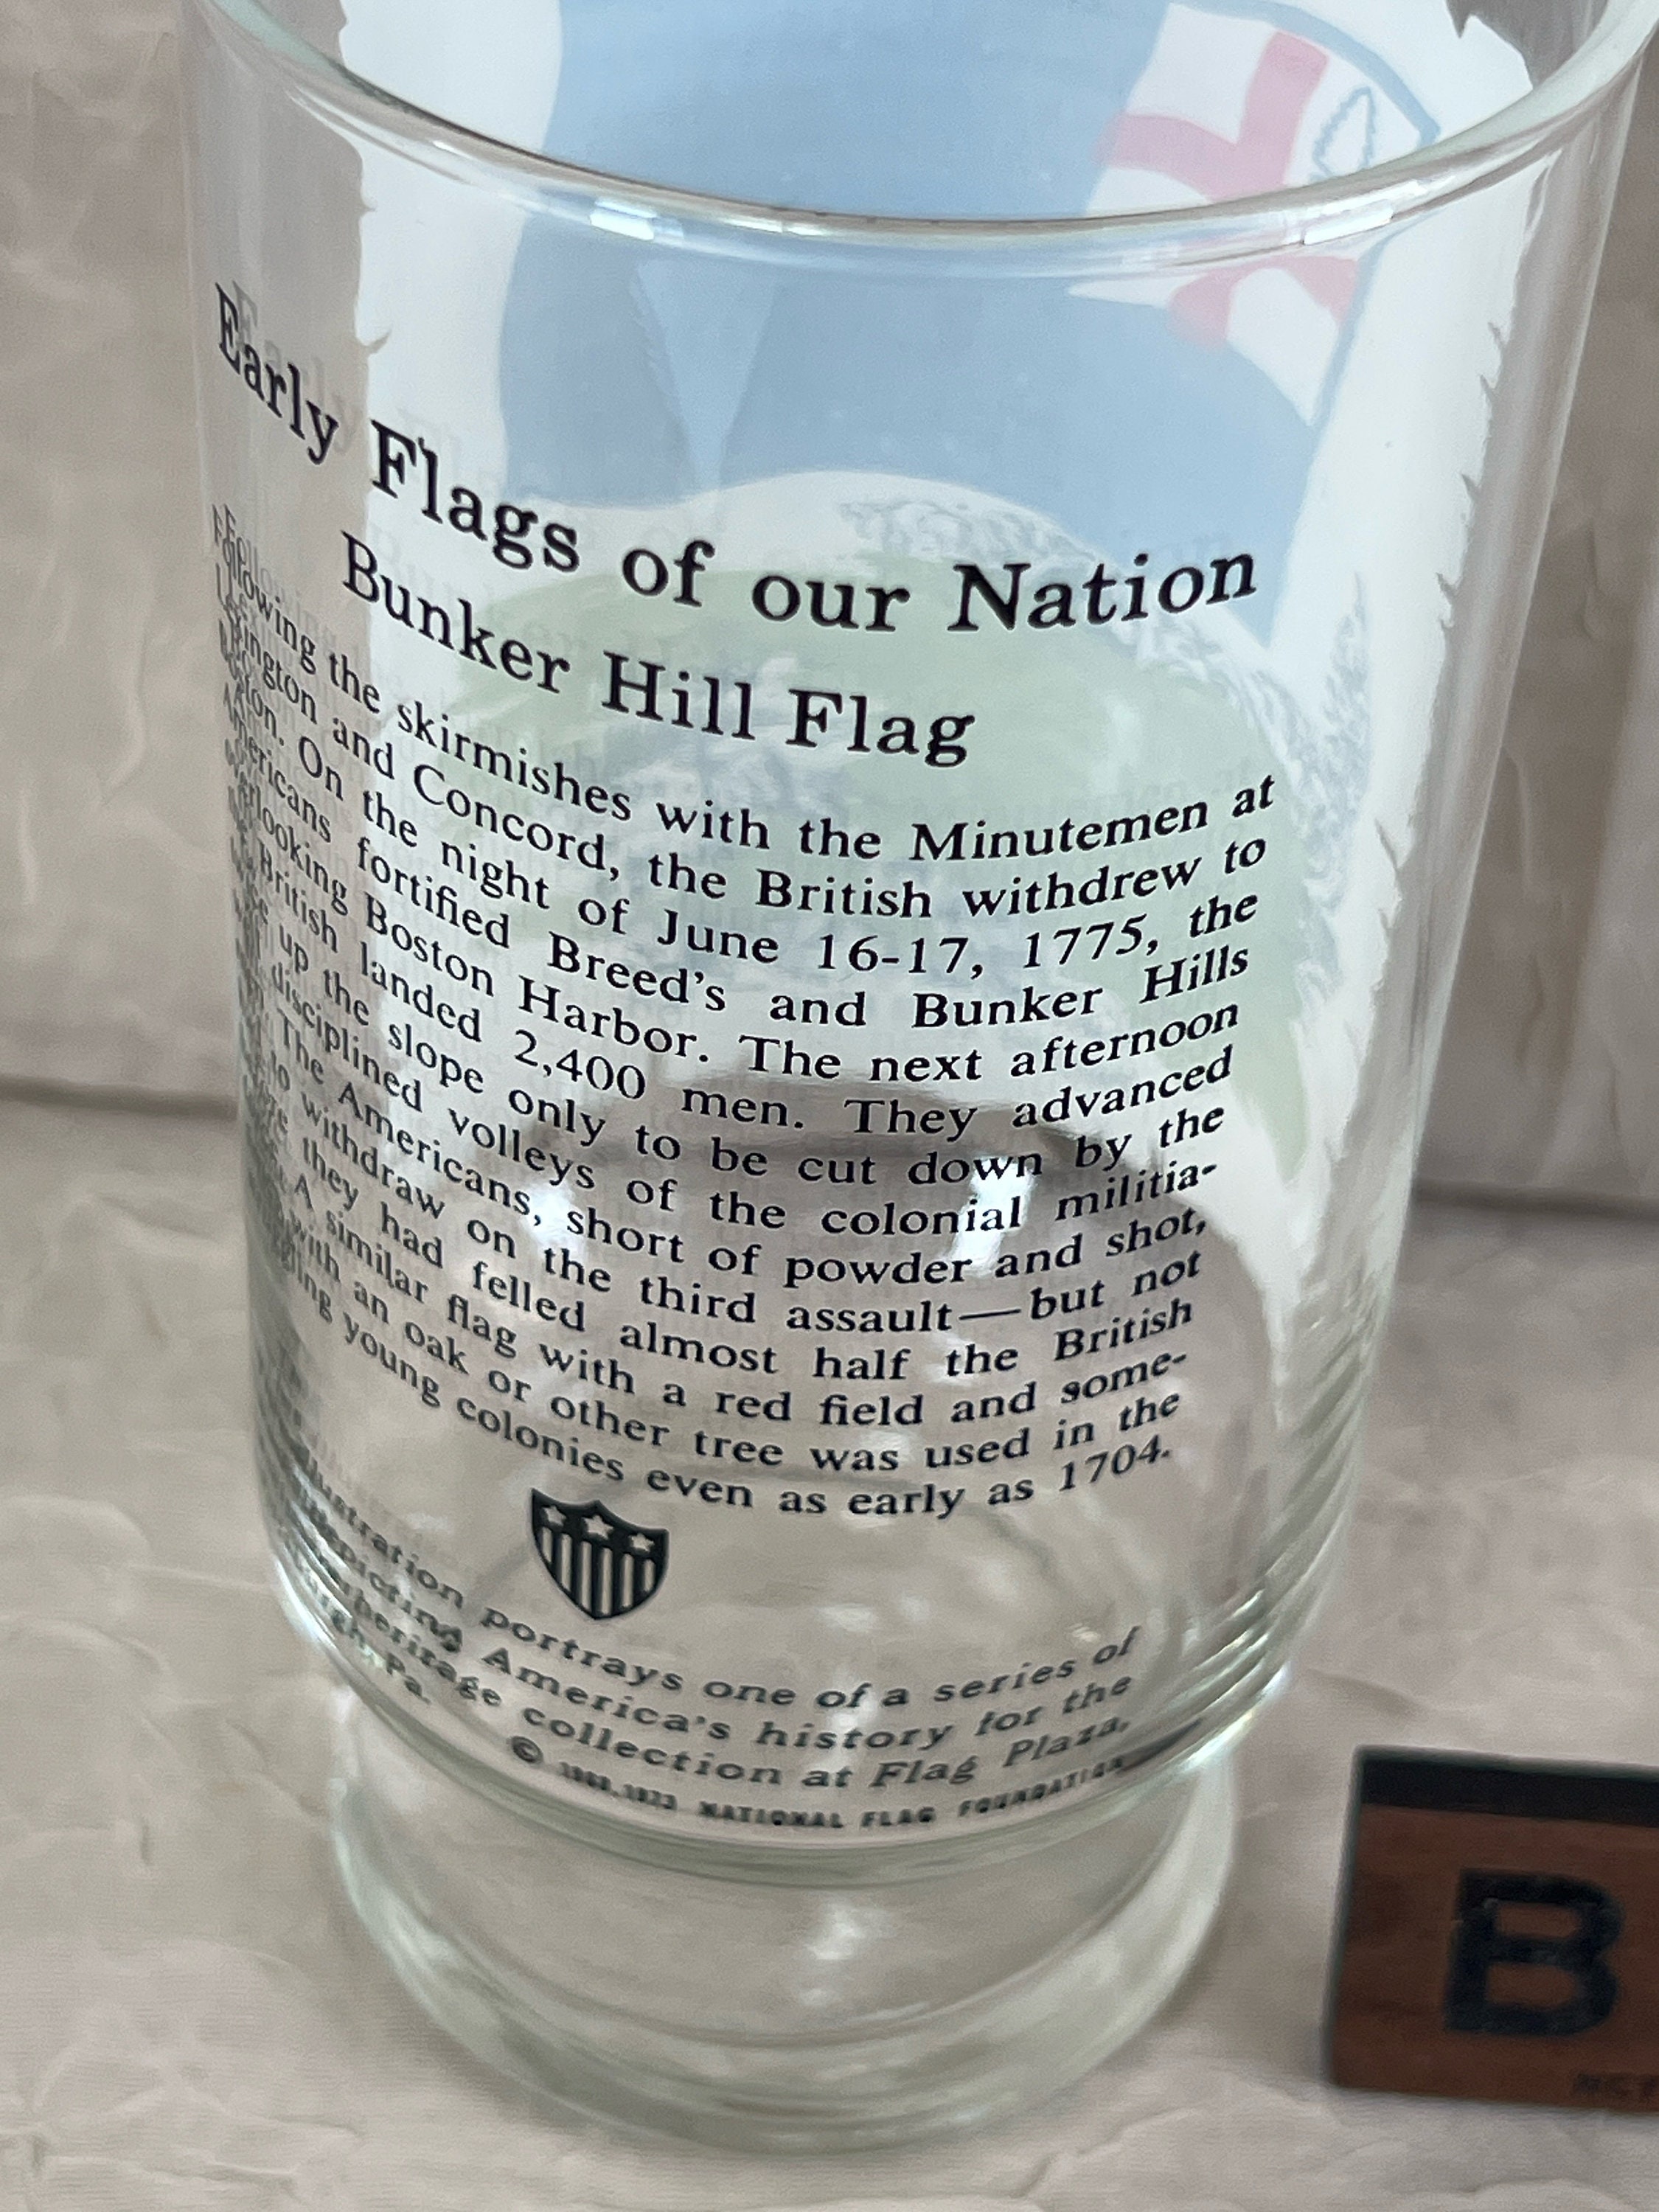 Early Flags of our Nation
Bunker Hill Flag
Following the skirmishes with the Minutemen at
Lexington and Concord, the British withdrew to
Boston. On the night of June 16-17, 1775, the
Americans fortified Breed's and Bunker Hills
overlooking Boston Harbor. The next afternoon
British landed 2,400 men. They advanced
up the slope only to be cut down by the
disciplined volleys of the colonial militia-
The Americans, short of powder and shot,
to withdraw on the third assault—but not
they had felled almost half the British
A similar flag with a red field and some-
with an oak or other tree was used in the
young colonies even as early as 1704.
illustration portrays one of a series of
depicting America's history for the
heritage collection at Flag Plaza,
Pa.
© NATIONAL FLAG FOUNDATION
B